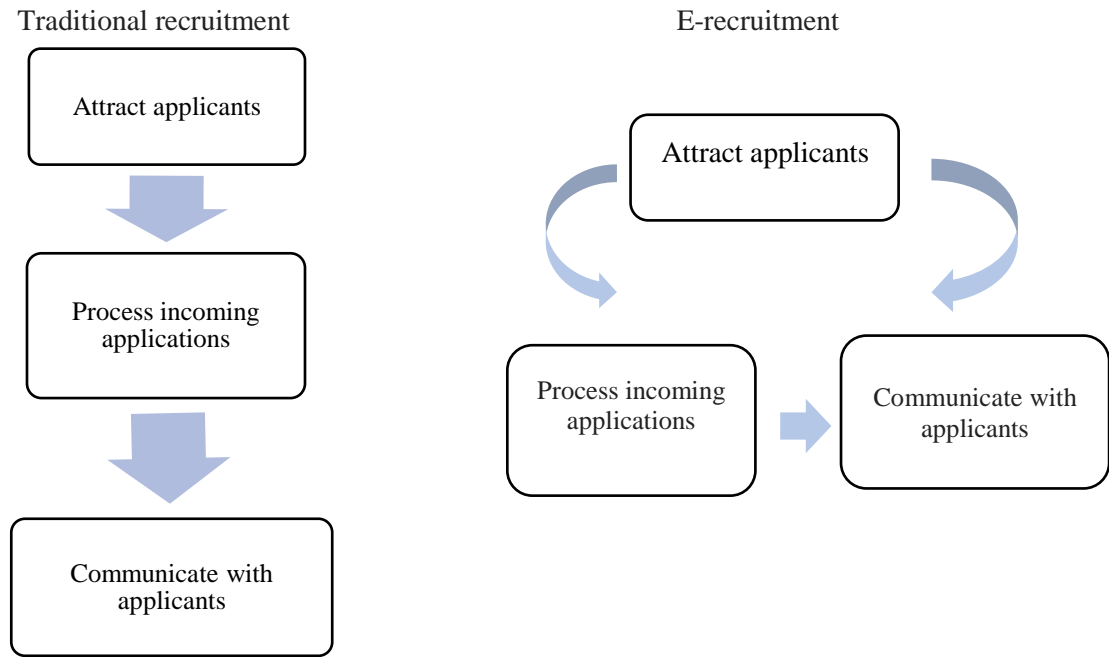 Traditional recruitment
Attract applicants
Process incoming
applications
Communicate with
applicants
E-recruitment
Attract applicants
Process incoming
applications
Communicate with
applicants